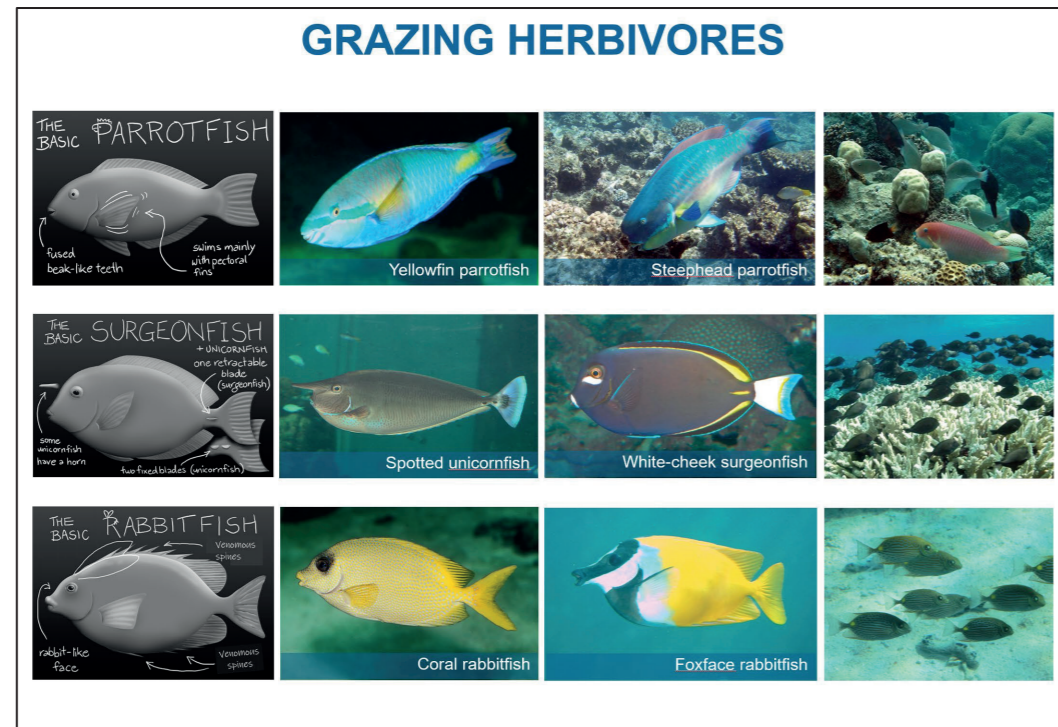 GRAZING HERBIVORES
THE
BASIC PARROTFISH
fused
beak-like teeth
swims mainly
with pectoral
fins
Yellowfin parrotfish
Steephead parrotfish
THE
BASIC SURGEONFISH
+ UNICORNFISH
one retractable
blade
(surgeonfish)
some
unicornfish
have a horn
two fixed blades (unicornfish)
Spotted unicornfish
White-cheek surgeonfish
THE
BASIC RABBITFISH
Venomous
spines
rabbit-like
face
Venomous
spines
Coral rabbitfish
Foxface rabbitfish